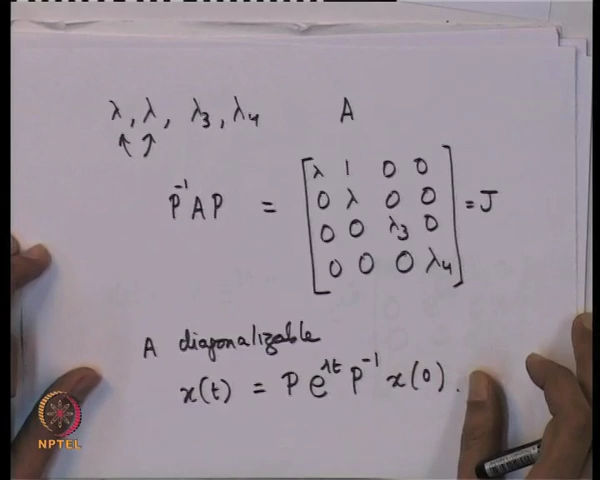 λ, λ, λ₃, λ₄ A
↑ ↑
P⁻¹AP = [λ 1 0 0
0 λ 0 0
0 0 λ₃ 0
0 0 0 λ₄] = J
A diagonalizable
x(t) = P e^λt P⁻¹ x(0).
NPTEL